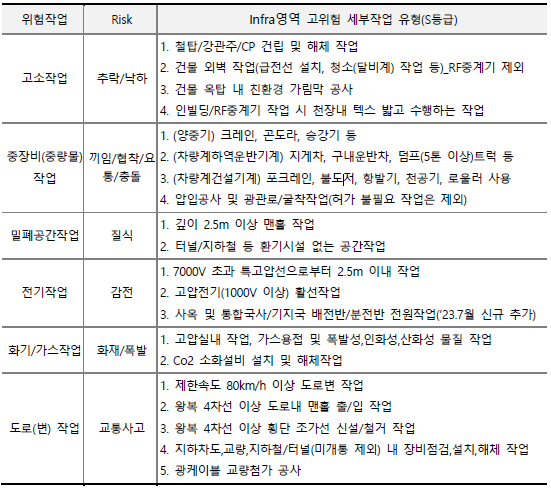 위험작업 Risk Infra영역 고위험 세부작업 유형(S등급)
고소작업 추락/낙하
1. 철탑/강관주/CP 건립 및 해체 작업
2. 건물 외벽 작업(급전선 설치, 청소(달비계) 작업 등)_RF중계기 제외
3. 건물 옥탑 내 친환경 가림막 공사
4. 인빌딩/RF중계기 작업 시 천장내 텍스 밟고 수행하는 작업
중장비(중량물)
작업
끼임/협착/요
통/충돌
1. (양중기) 크레인, 곤도라, 승강기 등
2. (차량계하역운반기계) 지게차, 구내운반차, 덤프(5톤 이상)트럭 등
3. (차량계건설기계) 포크레인, 불도저, 항발기, 천공기, 로울러 사용
4. 압입공사 및 광관로/굴착작업(허가 불필요 작업은 제외)
밀폐공간작업 질식
1. 깊이 2.5m 이상 맨홀 작업
2. 터널/지하철 등 환기시설 없는 공간작업
전기작업 감전
1. 7000V 초과 특고압선으로부터 2.5m 이내 작업
2. 고압전기(1000V 이상) 활선작업
3. 사옥 및 통합국사/기지국 배전반/분전반 전원작업('23.7월 신규 추가)
화기/가스작업 화재/폭발
1. 고압실내 작업, 가스용접 및 폭발성,인화성,산화성 물질 작업
2. Co2 소화설비 설치 및 해체작업
도로(변) 작업 교통사고
1. 제한속도 80km/h 이상 도로변 작업
2. 왕복 4차선 이상 도로내 맨홀 출/입 작업
3. 왕복 4차선 이상 횡단 조가선 신설/철거 작업
4. 지하차도,교량,지하철/터널(미개통 제외) 내 장비점검,설치,해체 작업
5. 광케이블 교량첨가 공사